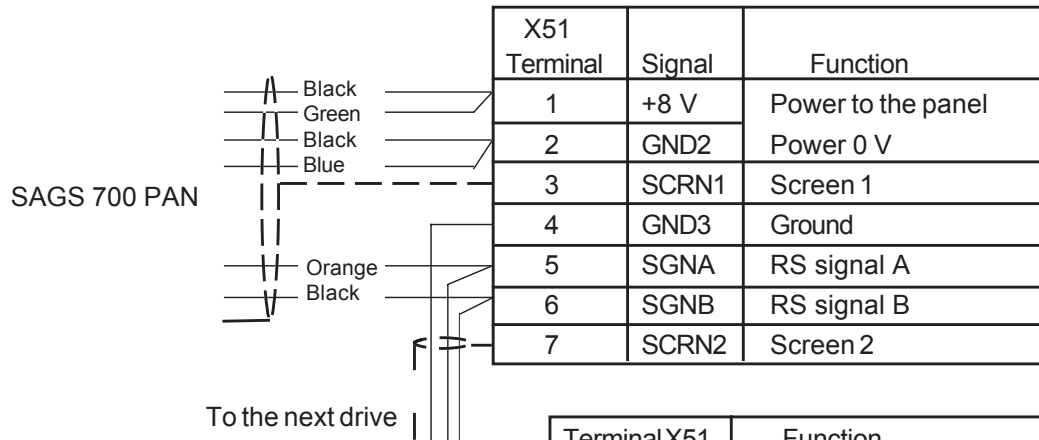 X51
Terminal Signal Function
Black
1 +8 V Power to the panel
Green
Black
2 GND2 Power 0 V
Blue
3 SCRN1 Screen 1
SAGS 700 PAN
4 GND3 Ground
Orange
5 SGNA RS signal A
Black
6 SGNB RS signal B
7 SCRN2 Screen 2
To the next drive
Terminal X51 Function